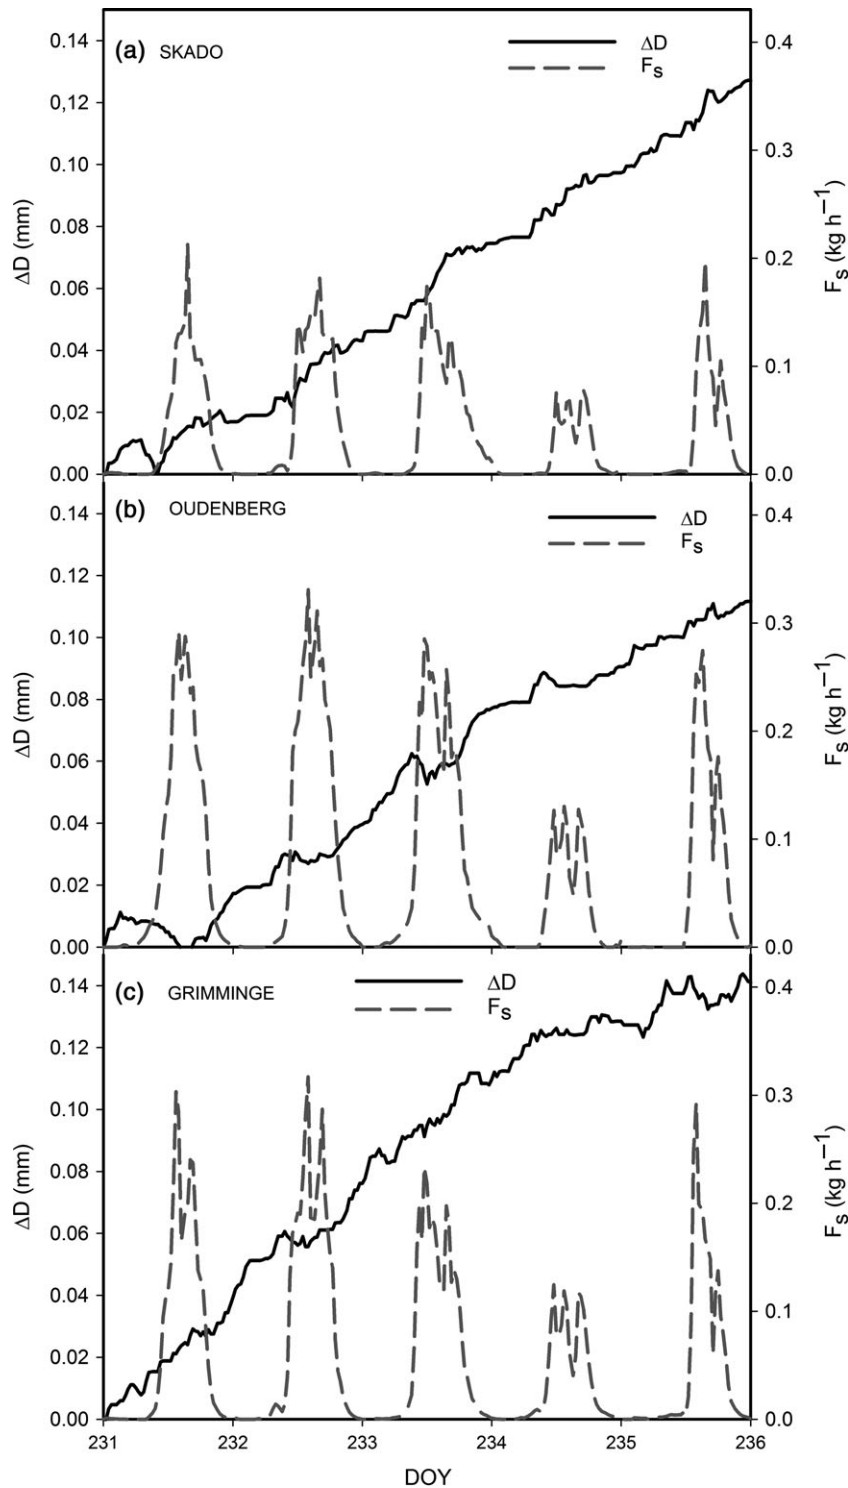 (a) SKADO
ΔD
Fs
0.14
0,12
0.10
0.08
0.06
0.04
0,02
0.00
ΔD (mm)
0.4
0.3
0.2
0.1
0.0
Fs (kg h⁻¹)
(b) OUDENBERG
ΔD
Fs
0.14
0.12
0.10
0.08
0.06
0.04
0.02
0.00
ΔD (mm)
0.4
0.3
0.2
0.1
0.0
Fs (kg h⁻¹)
(c) GRIMMINGE
ΔD
Fs
0.14
0.12
0.10
0.08
0.06
0.04
0.02
0.00
ΔD (mm)
0.4
0.3
0.2
0.1
0.0
Fs (kg h⁻¹)
231 232 233 234 235 236
DOY